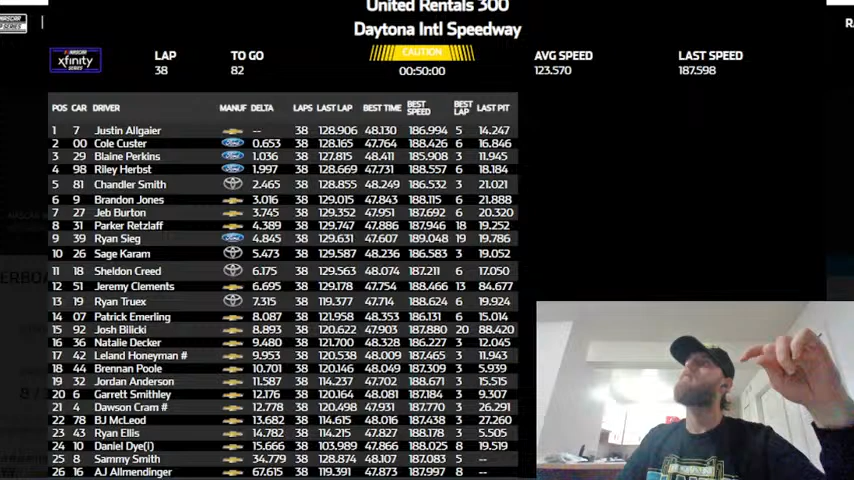 United Rentals 300
Daytona Intl Speedway
LAP TO GO CAUTION AVG SPEED LAST SPEED
38 82 00:50:00 123.570 187.598
NASCAR
xfinity
SERIES
POS CAR DRIVER MANUF DELTA LAPS LAST LAP BEST TIME BEST SPEED BEST LAP LAST PIT
1 7 Justin Allgaier -- 38 128.906 48.130 186.994 5 14.247
2 00 Cole Custer 0.653 38 128.165 47.764 188.426 6 16.846
3 29 Blaine Perkins 1.036 38 127.815 48.411 185.908 3 11.945
4 98 Riley Herbst 1.997 38 128.669 47.731 188.557 6 18.184
5 81 Chandler Smith 2.465 38 128.855 48.249 186.532 3 21.021
6 9 Brandon Jones 3.016 38 129.015 47.843 188.115 6 21.888
7 27 Jeb Burton 3.745 38 129.352 47.951 187.692 6 20.320
8 31 Parker Retzlaff 4.389 38 129.747 47.886 187.946 18 19.252
9 39 Ryan Sieg 4.845 38 129.631 47.607 189.048 19 19.786
10 26 Sage Karam 5.473 38 129.587 48.236 186.583 3 19.052
11 18 Sheldon Creed 6.175 38 129.563 48.074 187.211 6 17.050
12 51 Jeremy Clements 6.695 38 129.178 47.754 188.466 13 84.677
13 19 Ryan Truex 7.315 38 119.377 47.714 188.624 6 19.924
14 07 Patrick Emerling 8.087 38 121.958 48.353 186.131 6 15.014
15 92 Josh Bilicki 8.893 38 120.622 47.903 187.880 20 88.420
16 36 Natalie Decker 9.480 38 121.700 48.328 186.227 3 12.045
17 42 Leland Honeyman # 9.953 38 120.538 48.009 187.465 3 11.943
18 44 Brennan Poole 10.701 38 120.146 48.049 187.309 3 5.939
19 32 Jordan Anderson 11.587 38 114.237 47.702 188.671 3 15.515
20 6 Garrett Smithley 12.176 38 120.164 48.081 187.184 3 9.307
21 4 Dawson Cram # 12.778 38 120.498 47.931 187.770 3 26.291
22 78 BJ McLeod 13.682 38 114.615 48.016 187.438 3 27.260
23 43 Ryan Ellis 14.782 38 114.215 47.827 188.178 3 5.505
24 10 Daniel Dye(i) 15.666 38 103.989 47.866 188.025 8 19.519
25 8 Sammy Smith 34.779 38 128.874 48.107 187.083 5 --
26 16 AJ Allmendinger 67.615 38 119.391 47.873 187.997 8 --